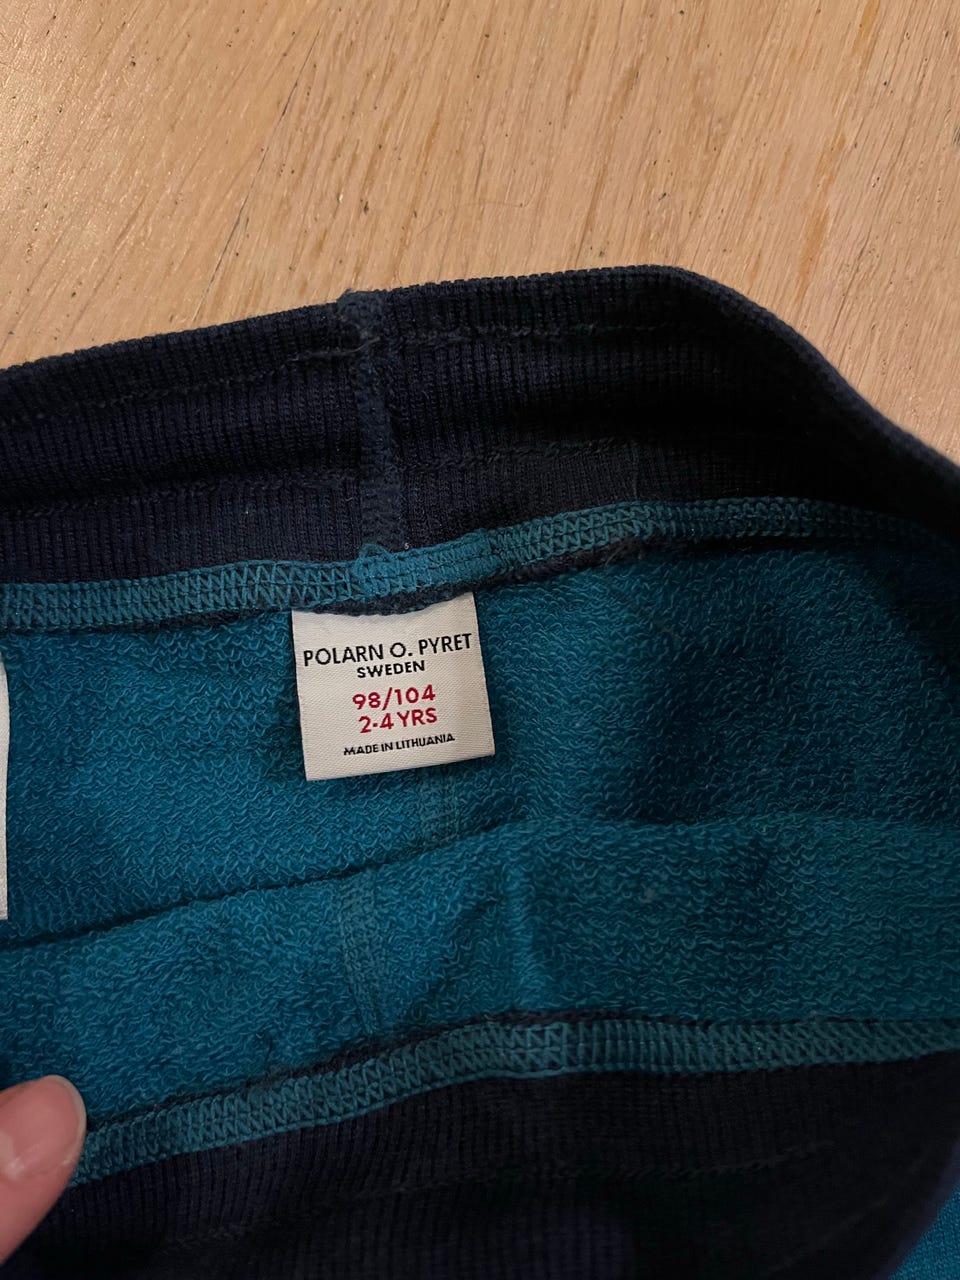 POLARN O. PYRET
SWEDEN
98/104
2-4 YRS
MADE IN LITHUANIA